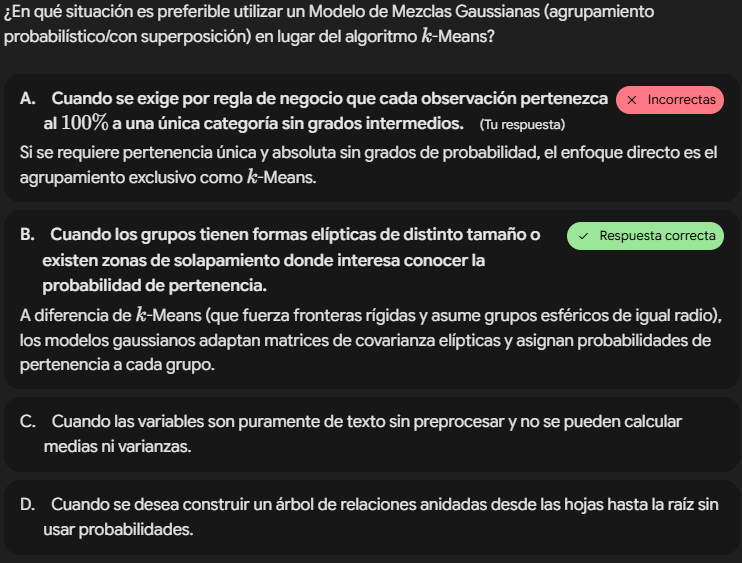 ¿En qué situación es preferible utilizar un Modelo de Mezclas Gaussianas (agrupamiento
probabilístico/con superposición) en lugar del algoritmo k-Means?
A. Cuando se exige por regla de negocio que cada observación pertenezca
al 100% a una única categoría sin grados intermedios. (Tu respuesta)
× Incorrectas
Si se requiere pertenencia única y absoluta sin grados de probabilidad, el enfoque directo es el
agrupamiento exclusivo como k-Means.
B. Cuando los grupos tienen formas elípticas de distinto tamaño o
existen zonas de solapamiento donde interesa conocer la
probabilidad de pertenencia.
✓ Respuesta correcta
A diferencia de k-Means (que fuerza fronteras rígidas y asume grupos esféricos de igual radio),
los modelos gaussianos adaptan matrices de covarianza elípticas y asignan probabilidades de
pertenencia a cada grupo.
C. Cuando las variables son puramente de texto sin preprocesar y no se pueden calcular
medias ni varianzas.
D. Cuando se desea construir un árbol de relaciones anidadas desde las hojas hasta la raíz sin
usar probabilidades.